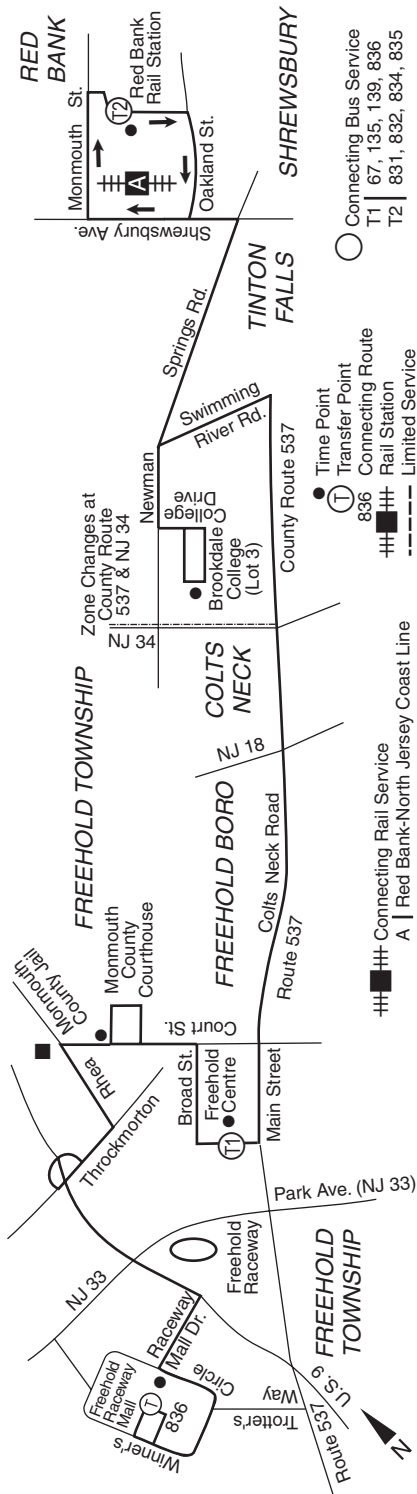 RED
BANK
Monmouth
St.
T2
Red Bank
Rail Station
A
Oakland St.
Shrewsbury
Ave.
SHREWSBURY
Springs Rd.
TINTON
FALLS
Swimming
River Rd.
Newman
College
Drive
Brookdale
College
(Lot 3)
Zone Changes at
County Route
537 & NJ 34
NJ 34
County Route 537
COLTS
NECK
NJ 18
FREEHOLD TOWNSHIP
FREEHOLD BORO
Colts Neck Road
Route 537
Monmouth
County Jail
Monmouth
County
Courthouse
Court St.
Rhea
Throckmorton
Broad St.
Freehold
Centre
T1
Main Street
Park Ave. (NJ 33)
NJ 33
Freehold
Raceway
FREEHOLD
TOWNSHIP
Raceway
Mall Dr.
Freehold
Raceway
Mall
T
836
Winner's
Circle
Trotter's
Way
U.S. 9
Route 537
N
Connecting Rail Service
A Red Bank-North Jersey Coast Line
Time Point
T Transfer Point
836 Connecting Route
Rail Station
Limited Service
Connecting Bus Service
T1 67, 135, 139, 836
T2 831, 832, 834, 835